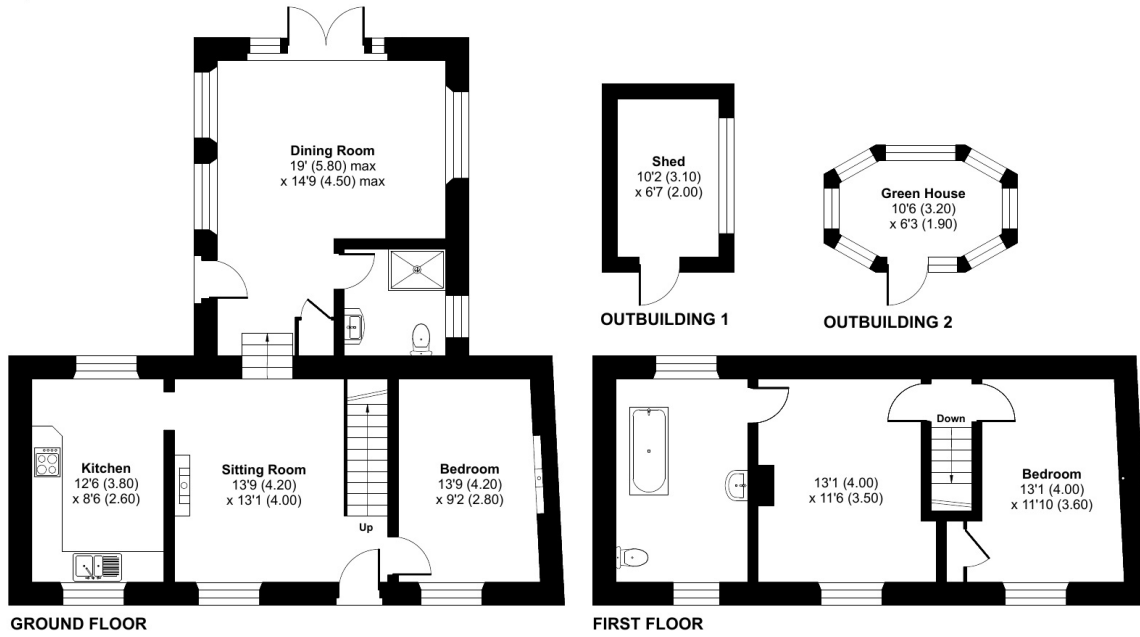 Dining Room
19' (5.80) max
x 14'9 (4.50) max
Shed
10'2 (3.10)
x 6'7 (2.00)
Green House
10'6 (3.20)
x 6'3 (1.90)
OUTBUILDING 1
OUTBUILDING 2
Kitchen
12'6 (3.80)
x 8'6 (2.60)
Sitting Room
13'9 (4.20)
x 13'1 (4.00)
Up
Bedroom
13'9 (4.20)
x 9'2 (2.80)
13'1 (4.00)
x 11'6 (3.50)
Down
Bedroom
13'1 (4.00)
x 11'10 (3.60)
GROUND FLOOR
FIRST FLOOR